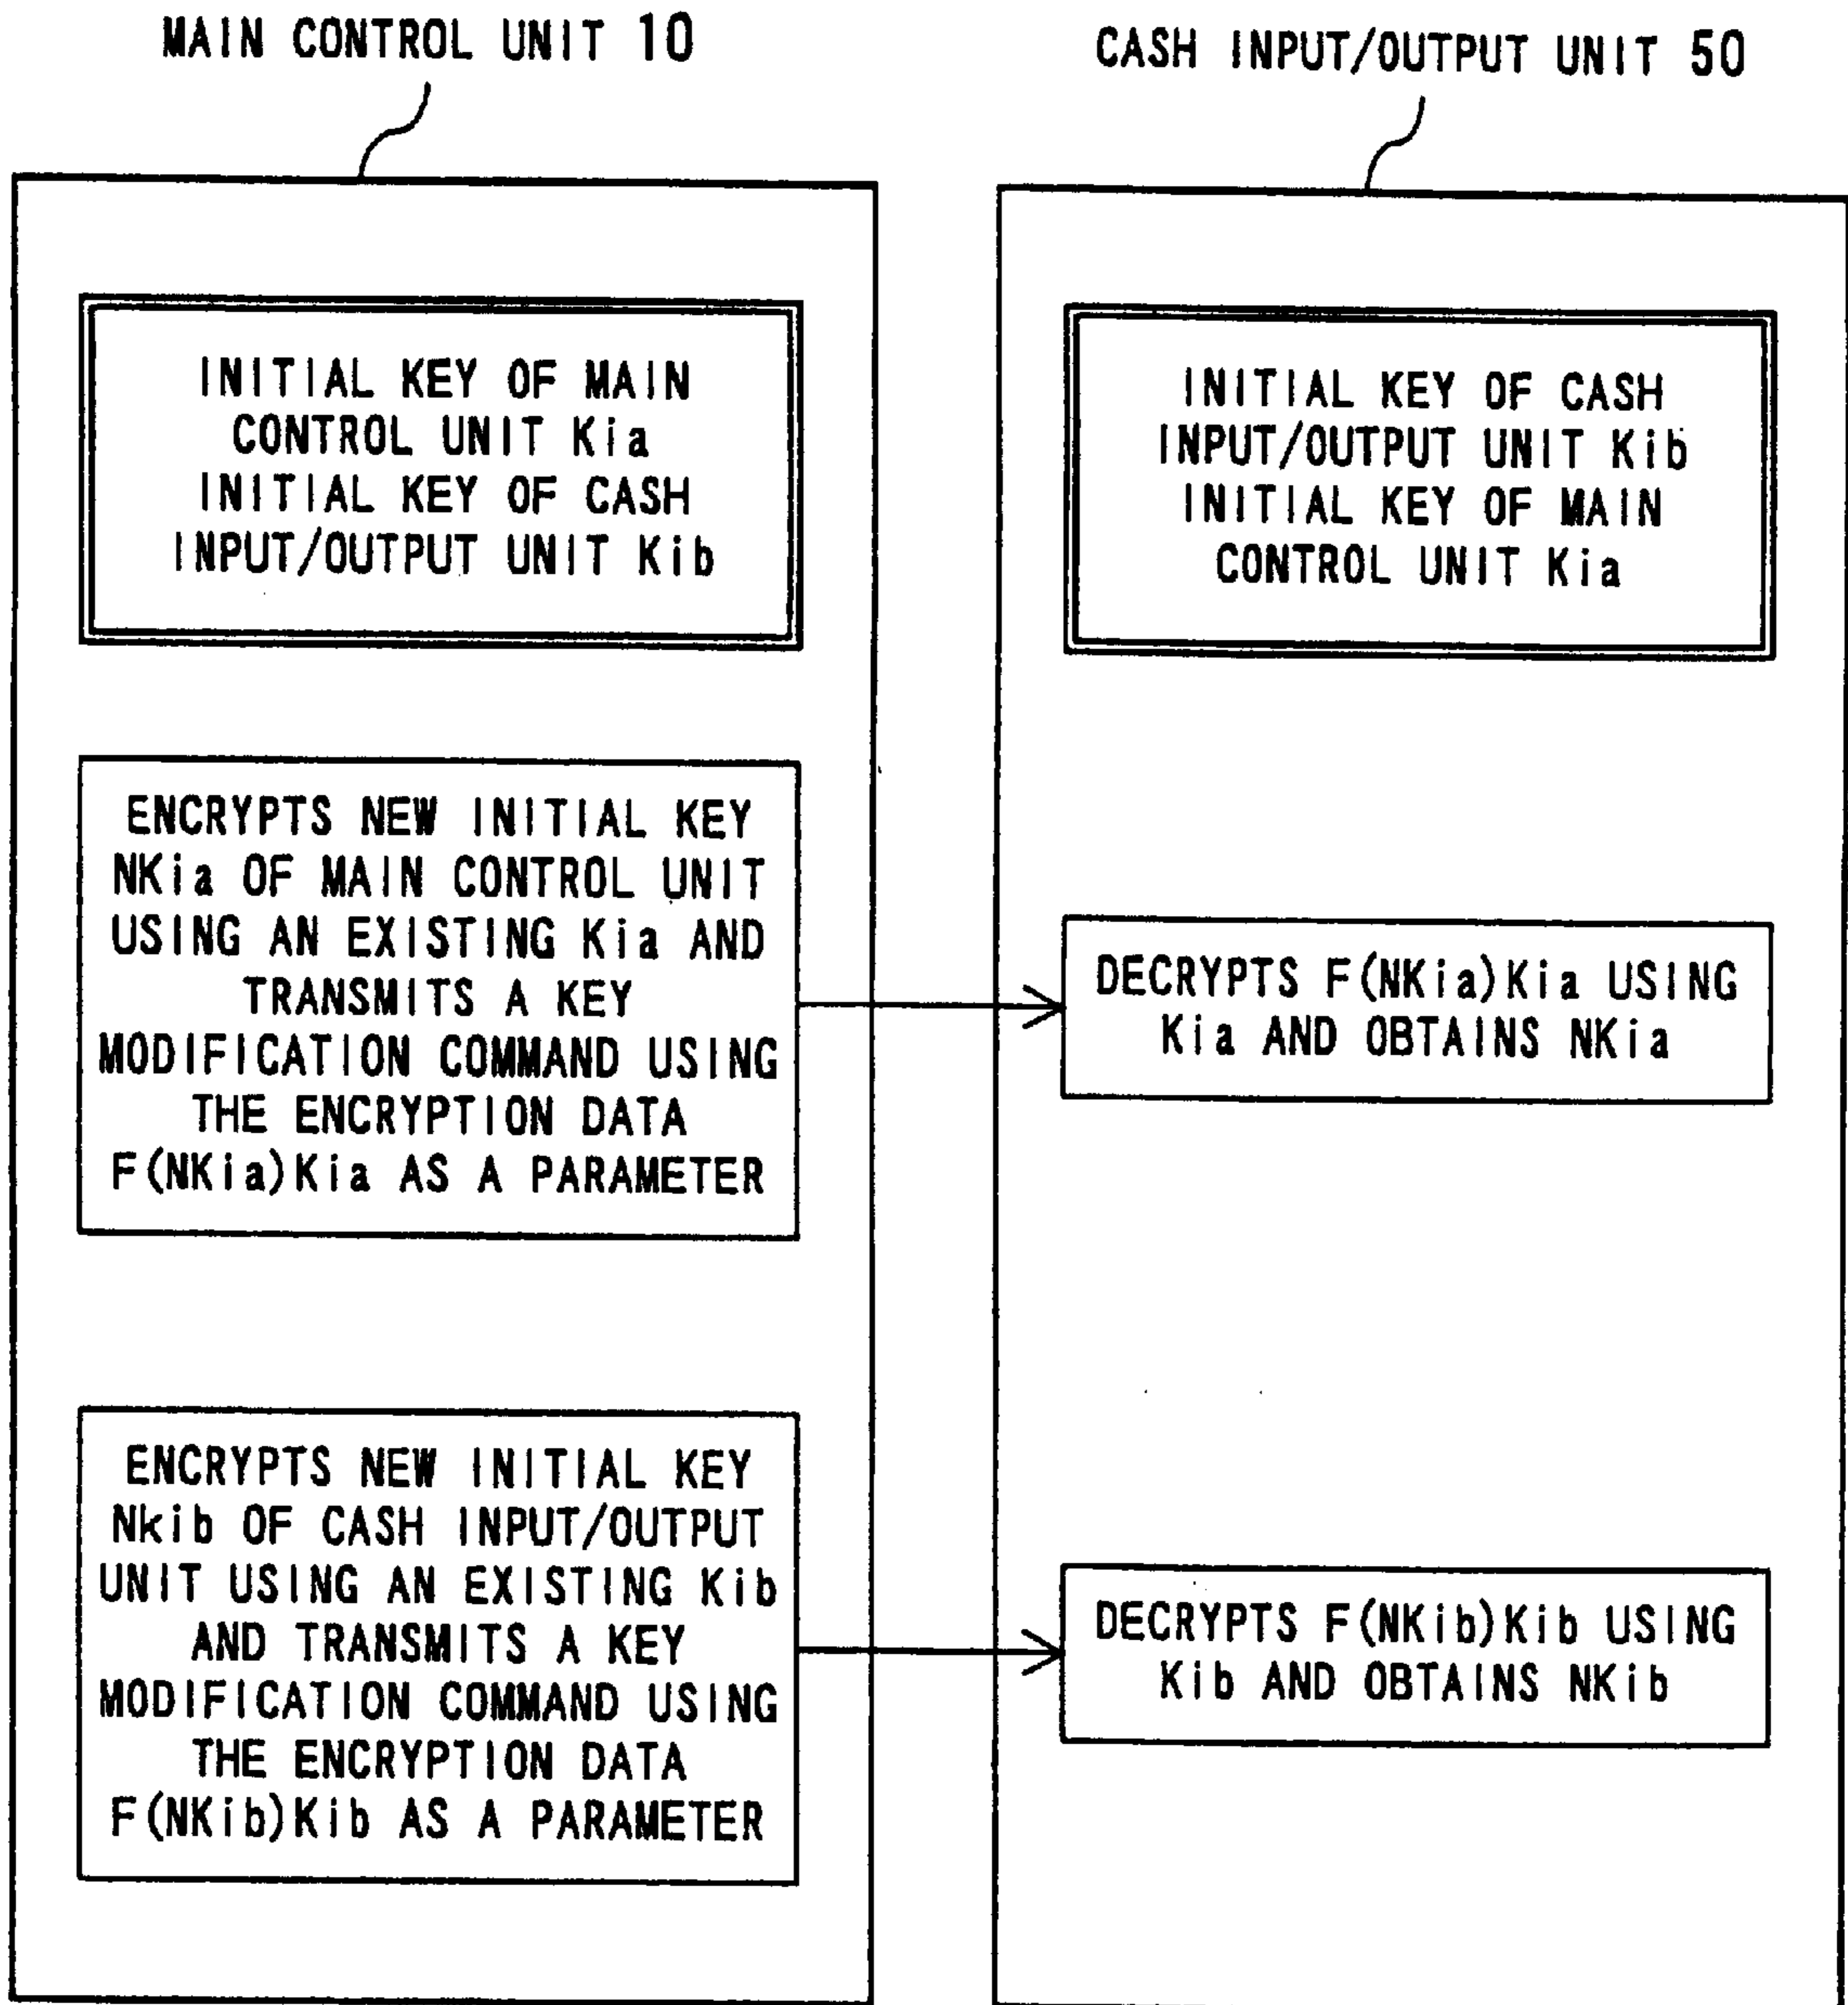 MAIN CONTROL UNIT 10
CASH INPUT/OUTPUT UNIT 50
INITIAL KEY OF MAIN
CONTROL UNIT Kia
INITIAL KEY OF CASH
INPUT/OUTPUT UNIT Kib
INITIAL KEY OF CASH
INPUT/OUTPUT UNIT Kib
INITIAL KEY OF MAIN
CONTROL UNIT Kia
ENCRYPTS NEW INITIAL KEY
NKia OF MAIN CONTROL UNIT
USING AN EXISTING Kia AND
TRANSMITS A KEY
MODIFICATION COMMAND USING
THE ENCRYPTION DATA
F(NKia)Kia AS A PARAMETER
DECRYPTS F(NKia)Kia USING
Kia AND OBTAINS NKia
ENCRYPTS NEW INITIAL KEY
Nkib OF CASH INPUT/OUTPUT
UNIT USING AN EXISTING Kib
AND TRANSMITS A KEY
MODIFICATION COMMAND USING
THE ENCRYPTION DATA
F(NKib)Kib AS A PARAMETER
DECRYPTS F(NKib)Kib USING
Kib AND OBTAINS NKib